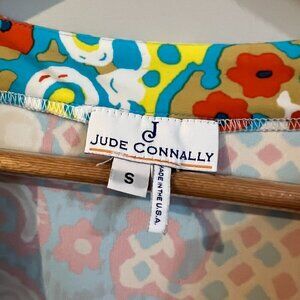 J
JUDE CONNALLY
S
MADE IN THE U.S.A.